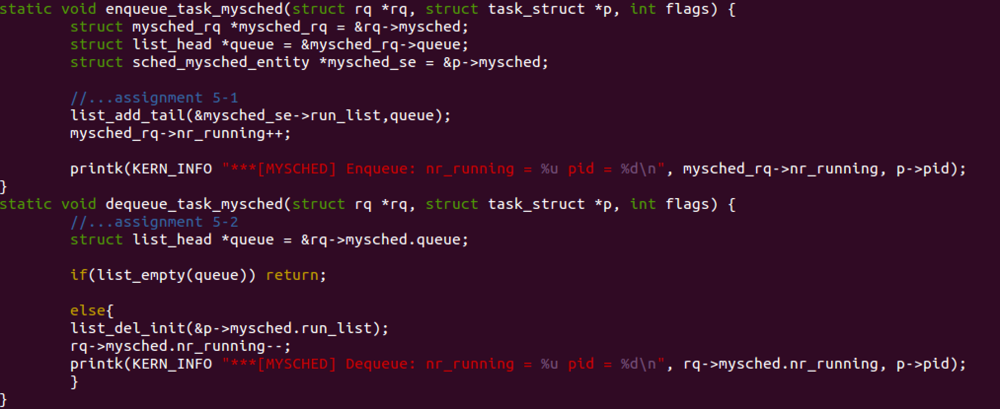 static void enqueue_task_mysched(struct rq *rq, struct task_struct *p, int flags) {
        struct mysched_rq *mysched_rq = &rq->mysched;
        struct list_head *queue = &mysched_rq->queue;
        struct sched_mysched_entity *mysched_se = &p->mysched;

        //...assignment 5-1
        list_add_tail(&mysched_se->run_list,queue);
        mysched_rq->nr_running++;

        printk(KERN_INFO "***[MYSCHED] Enqueue: nr_running = %u pid = %d\n", mysched_rq->nr_running, p->pid);
}
static void dequeue_task_mysched(struct rq *rq, struct task_struct *p, int flags) {
        //...assignment 5-2
        struct list_head *queue = &rq->mysched.queue;

        if(list_empty(queue)) return;

        else{
        list_del_init(&p->mysched.run_list);
        rq->mysched.nr_running--;
        printk(KERN_INFO "***[MYSCHED] Dequeue: nr_running = %u pid = %d\n", rq->mysched.nr_running, p->pid);
        }
}